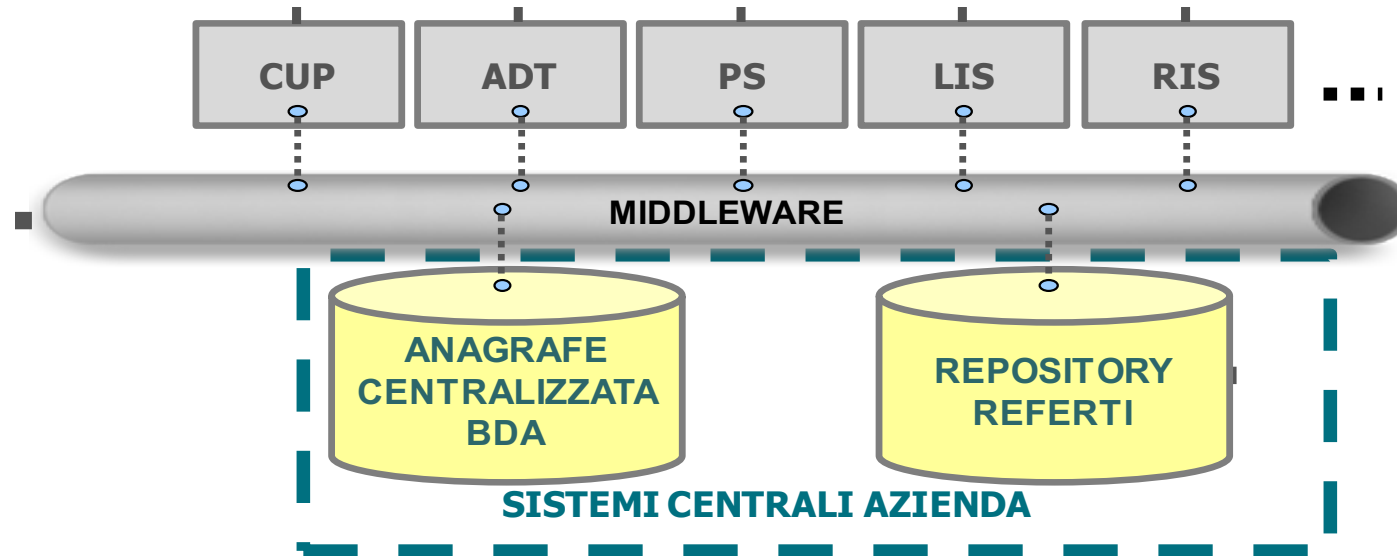 CUP
ADT
PS
LIS
RIS
MIDDLEWARE
ANAGRAFE
CENTRALIZZATA
BDA
REPOSITORY
REFERTI
SISTEMI CENTRALI AZIENDA